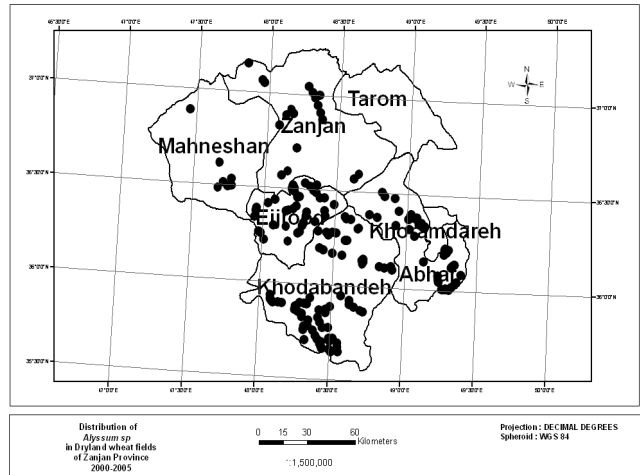 46°30'0"E 47°0'0"E 47°30'0"E 48°0'0"E 48°30'0"E 49°0'0"E 49°30'0"E 50°0'0"E
N
W E
S
37°0'0"N 37°0'0"N
Tarom
Zanjan
Mahneshan
36°30'0"N 36°30'0"N
Khoramdareh
36°0'0"N 36°0'0"N
Abhar
Khodabandeh
35°30'0"N
47°0'0"E 47°30'0"E 48°0'0"E 48°30'0"E 49°0'0"E 49°30'0"E 50°0'0"E
Distribution of
Alyssum sp
in Dryland wheat fields
of Zanjan Province
2000-2005
0 15 30 60
Kilometers
1:1,500,000
Projection : DECIMAL DEGREES
Spheroid : WGS 84